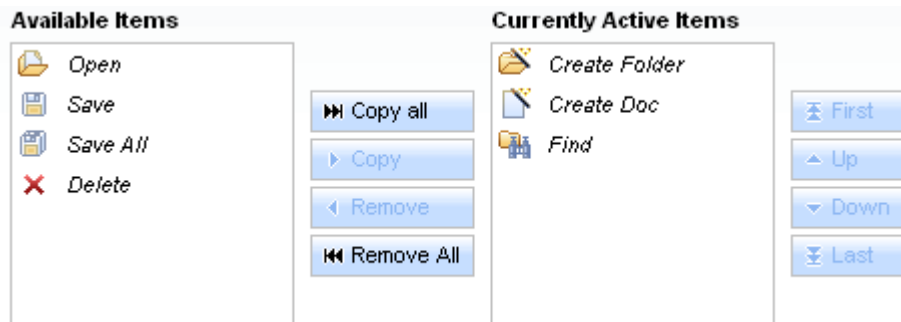 Available Items
Open
Save
Save All
Delete
Copy all
Copy
Remove
Remove All
Currently Active Items
Create Folder
Create Doc
Find
First
Up
Down
Last